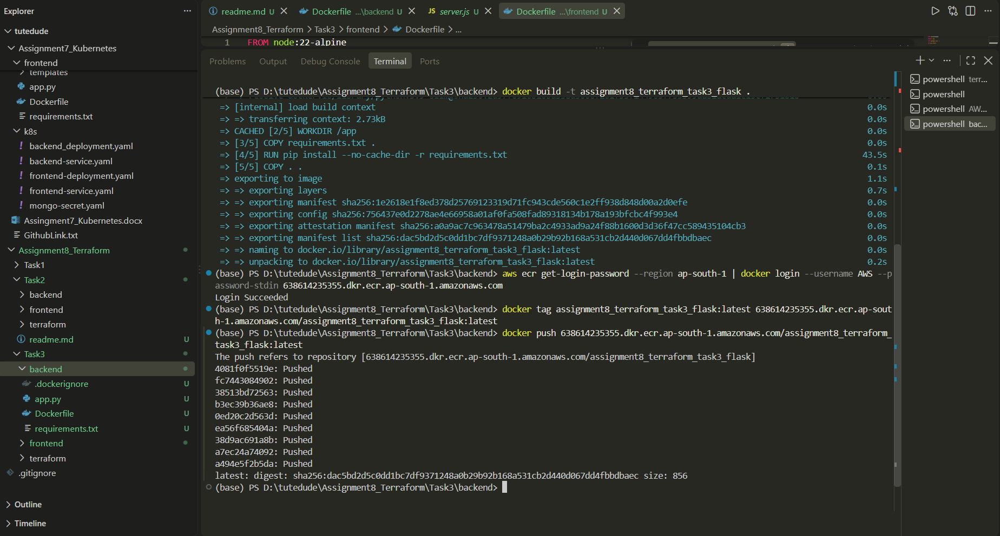 Explorer
tutedude
Assignment7_Kubernetes
frontend
templates
app.py
Dockerfile
requirements.txt
k8s
! backend_deployment.yaml
! backend-service.yaml
! frontend-deployment.yaml
! frontend-service.yaml
! mongo-secret.yaml
Assingment7_Kubernetes.docx
GithubLink.txt
Assignment8_Terraform
Task1
Task2
backend
frontend
terraform
readme.md U
Task3
backend
.dockerignore U
app.py U
Dockerfile U
requirements.txt U
frontend
terraform
.gitignore
Outline
Timeline
readme.md U
Dockerfile ...\backend U
JS server.js U
Dockerfile ...\frontend U
Assignment8_Terraform > Task3 > frontend > Dockerfile > ...
1 FROM node:22-alpine
Problems Output Debug Console Terminal Ports
(base) PS D:\tutedude\Assignment8_Terraform\Task3\backend> docker build -t assignment8_terraform_task3_flask .
=> [internal] load build context 0.0s
=> => transferring context: 2.73kB 0.0s
=> CACHED [2/5] WORKDIR /app 0.0s
=> [3/5] COPY requirements.txt . 0.0s
=> [4/5] RUN pip install --no-cache-dir -r requirements.txt 43.5s
=> [5/5] COPY . . 0.1s
=> exporting to image 1.1s
=> => exporting layers 0.7s
=> => exporting manifest sha256:1e2618e1f8ed378d25769123319d71fc943cde560c1e2ff938d848d00a2d0efe 0.0s
=> => exporting config sha256:756437e0d2278ae4e66958a01af0fa508fad89318134b178a193bfcbc4f993e4 0.0s
=> => exporting attestation manifest sha256:a0a9ac7c963478a51479ba2c4933ad9a24f88b1600d3d36f47cc589435104cb3 0.0s
=> => exporting manifest list sha256:dac5bd2d5c0dd1bc7df9371248a0b29b92b168a531cb2d440d067dd4fbbdbaec 0.0s
=> => naming to docker.io/library/assignment8_terraform_task3_flask:latest 0.0s
=> => unpacking to docker.io/library/assignment8_terraform_task3_flask:latest 0.2s
(base) PS D:\tutedude\Assignment8_Terraform\Task3\backend> aws ecr get-login-password --region ap-south-1 | docker login --username AWS --p
assword-stdin 638614235355.dkr.ecr.ap-south-1.amazonaws.com
Login Succeeded
(base) PS D:\tutedude\Assignment8_Terraform\Task3\backend> docker tag assignment8_terraform_task3_flask:latest 638614235355.dkr.ecr.ap-sout
h-1.amazonaws.com/assignment8_terraform_task3_flask:latest
(base) PS D:\tutedude\Assignment8_Terraform\Task3\backend> docker push 638614235355.dkr.ecr.ap-south-1.amazonaws.com/assignment8_terraform_
task3_flask:latest
The push refers to repository [638614235355.dkr.ecr.ap-south-1.amazonaws.com/assignment8_terraform_task3_flask]
4081f0f5519e: Pushed
fc7443084902: Pushed
38513bd72563: Pushed
b3ec39b36ae8: Pushed
0ed20c2d563d: Pushed
ea56f685404a: Pushed
38d9ac691a8b: Pushed
a7ec24a74092: Pushed
a494e5f2b5da: Pushed
latest: digest: sha256:dac5bd2d5c0dd1bc7df9371248a0b29b92b168a531cb2d440d067dd4fbbdbaec size: 856
(base) PS D:\tutedude\Assignment8_Terraform\Task3\backend>
powershell terr...
powershell
powershell AW...
powershell bac...